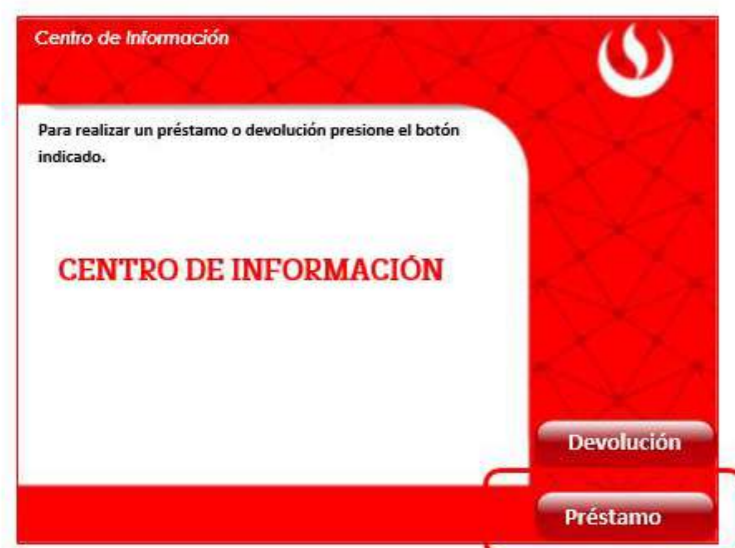 Centro de Información
Para realizar un préstamo o devolución presione el botón
indicado.
CENTRO DE INFORMACIÓN
Devolución
Préstamo